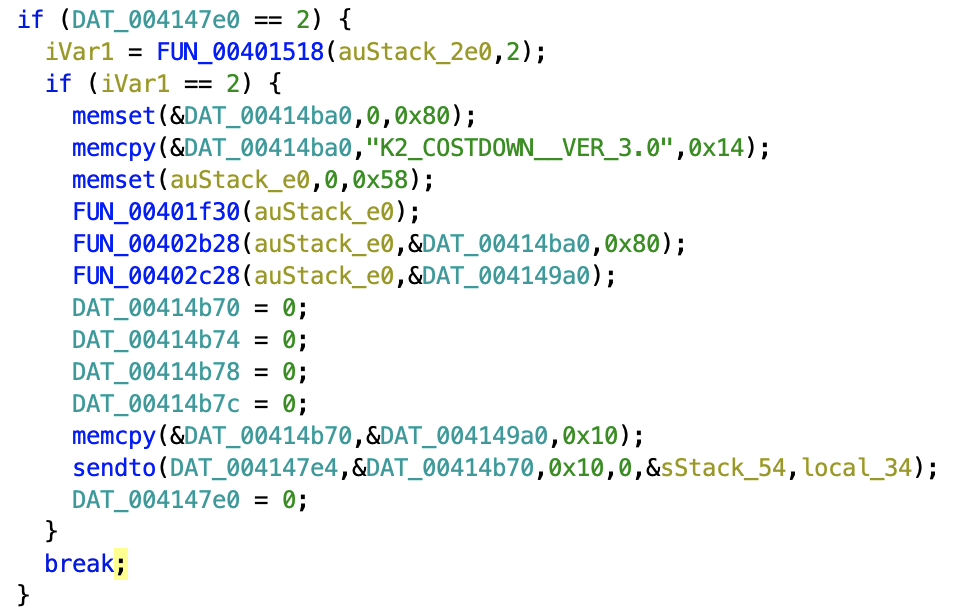 if (DAT_004147e0 == 2) {
iVar1 = FUN_00401518(auStack_2e0,2);
if (iVar1 == 2) {
memset(&DAT_00414ba0,0,0x80);
memcpy(&DAT_00414ba0,"K2_COSTDOWN__VER_3.0",0x14);
memset(auStack_e0,0,0x58);
FUN_00401f30(auStack_e0);
FUN_00402b28(auStack_e0,&DAT_00414ba0,0x80);
FUN_00402c28(auStack_e0,&DAT_004149a0);
DAT_00414b70 = 0;
DAT_00414b74 = 0;
DAT_00414b78 = 0;
DAT_00414b7c = 0;
memcpy(&DAT_00414b70,&DAT_004149a0,0x10);
sendto(DAT_004147e4,&DAT_00414b70,0x10,0,&sStack_54,local_34);
DAT_004147e0 = 0;
}
break;
}